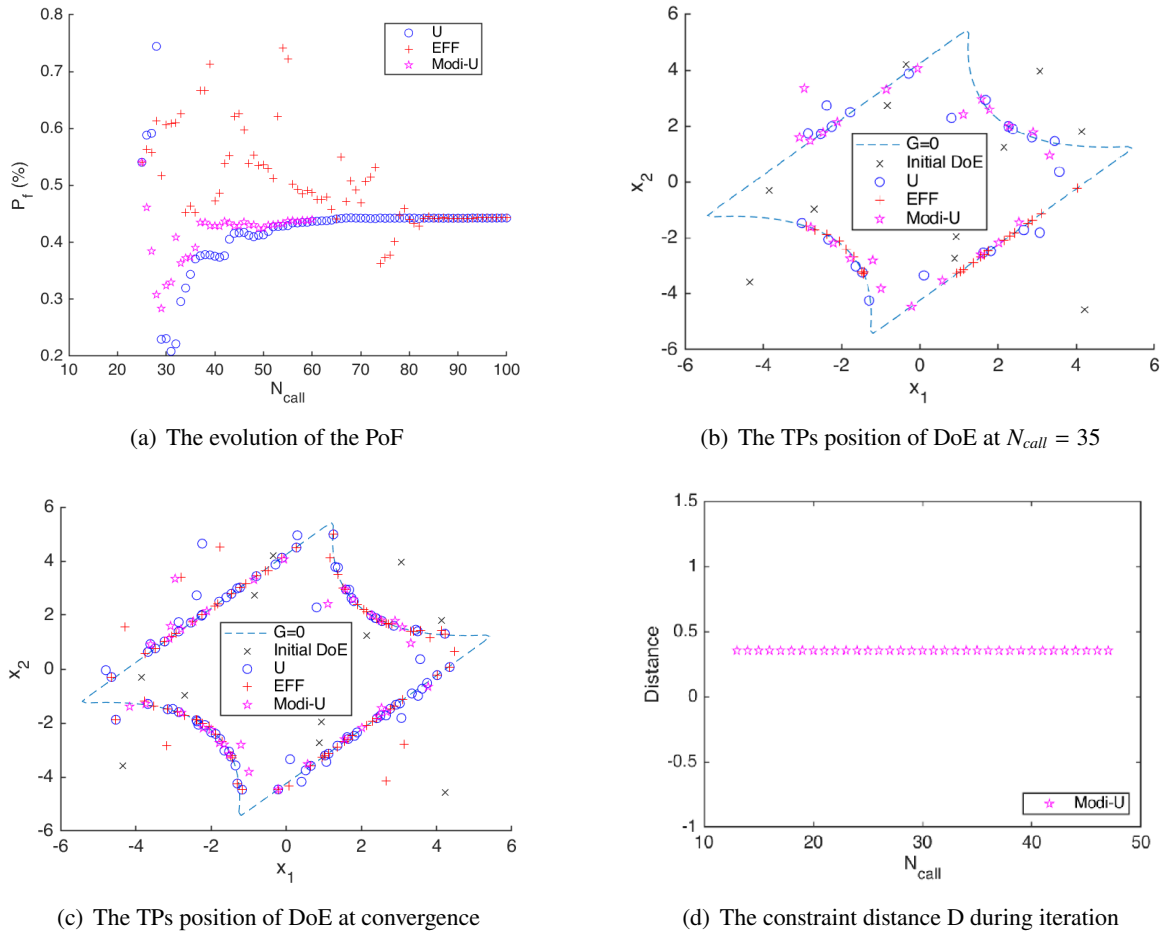 0.8
0.7
0.6
0.5
0.4
0.3
0.2
P_f (%)
10 20 30 40 50 60 70 80 90 100
N_call
U
EFF
Modi-U
(a) The evolution of the PoF
6
4
2
0
-2
-4
-6
x_2
-6 -4 -2 0 2 4 6
x_1
G=0
Initial DoE
U
EFF
Modi-U
(b) The TPs position of DoE at N_call = 35
6
4
2
0
-2
-4
-6
x_2
-6 -4 -2 0 2 4 6
x_1
G=0
Initial DoE
U
EFF
Modi-U
(c) The TPs position of DoE at convergence
1.5
1
0.5
0
-0.5
-1
Distance
10 20 30 40 50
N_call
Modi-U
(d) The constraint distance D during iteration